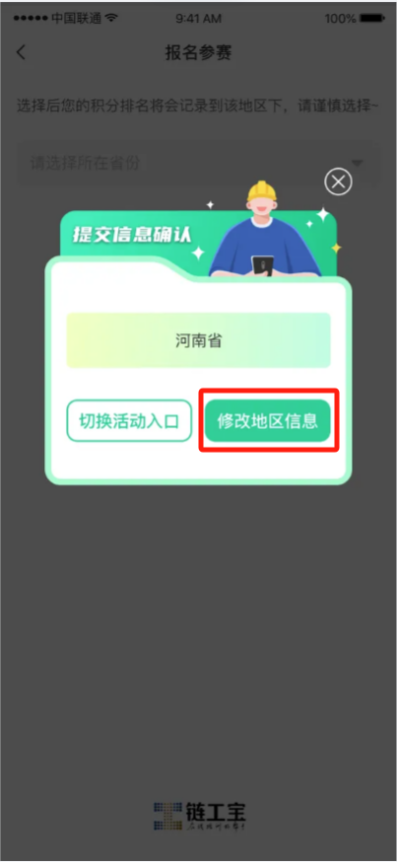 中国联通 9:41 AM 100%
报名参赛
选择后您的积分排名将会记录到该地区下，请谨慎选择~
请选择所在省份
提交信息确认
河南省
切换活动入口 修改地区信息
链工宝